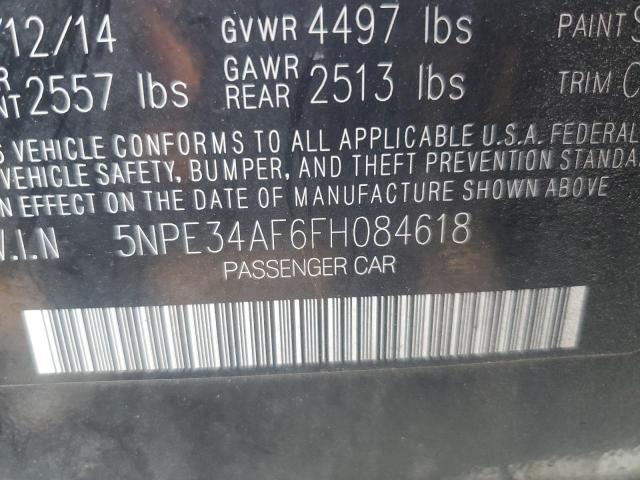 /12/14 GVWR 4497 lbs PAINT
2557 lbs GAWR REAR 2513 lbs TRIM
VEHICLE CONFORMS TO ALL APPLICABLE U.S.A. FEDERAL
VEHICLE SAFETY, BUMPER, AND THEFT PREVENTION STANDA
IN EFFECT ON THE DATE OF MANUFACTURE SHOWN ABOVE
V.I.N 5NPE34AF6FH084618
PASSENGER CAR